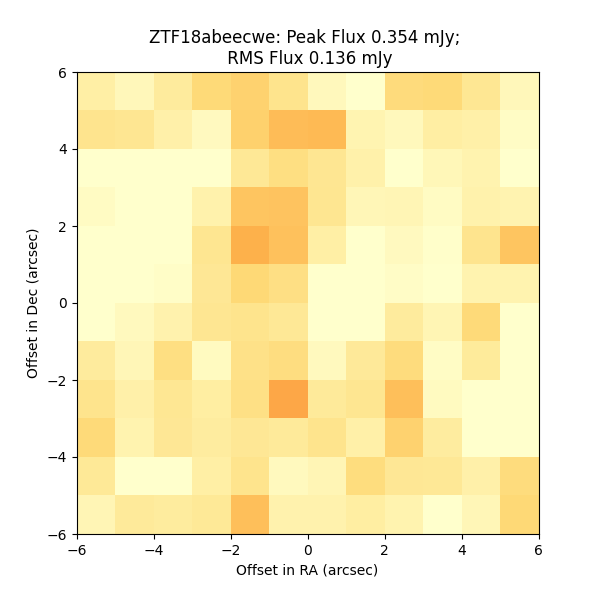 ZTF18abeecwe: Peak Flux 0.354 mJy;
RMS Flux 0.136 mJy
6
4
2
0
−2
−4
−6
Offset in Dec (arcsec)
−6 −4 −2 0 2 4 6
Offset in RA (arcsec)